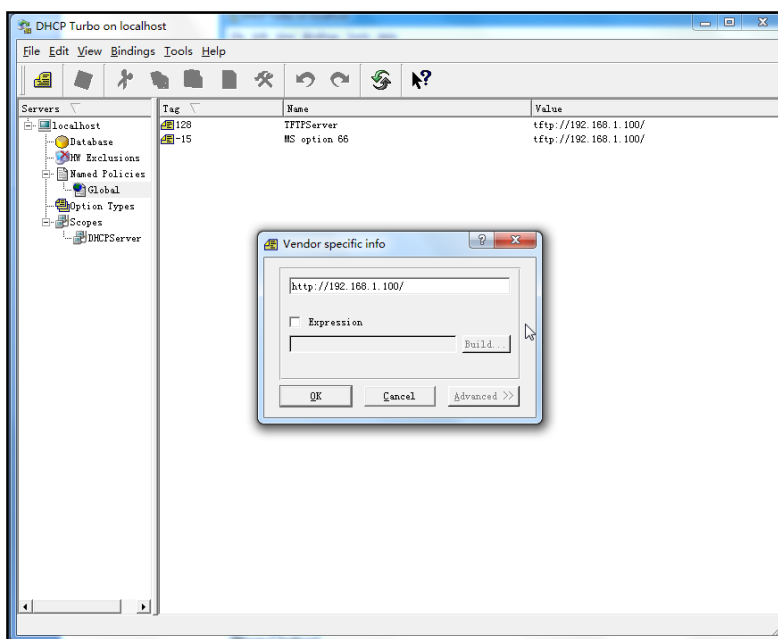 DHCP Turbo on localhost
File Edit View Bindings Tools Help
Servers
Tag Name Value
localhost
Database
HW Exclusions
Named Policies
Global
Option Types
Scopes
DHCPServer
128 TFTPServer tftp://192.168.1.100/
-15 MS option 66 tftp://192.168.1.100/
Vendor specific info
http://192.168.1.100/
Expression
Build...
OK Cancel Advanced >>